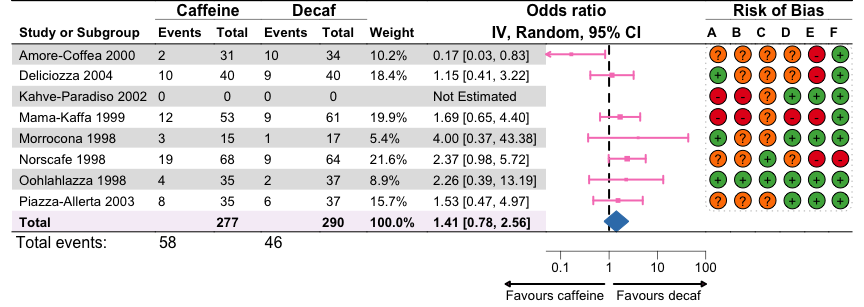 Caffeine Decaf Odds ratio Risk of Bias
Study or Subgroup Events Total Events Total Weight IV, Random, 95% CI A B C D E F
Amore-Coffea 2000 2 31 10 34 10.2% 0.17 [0.03, 0.83] ? ? ? ? - +
Deliciozza 2004 10 40 9 40 18.4% 1.15 [0.41, 3.22] + ? ? ? - +
Kahve-Paradiso 2002 0 0 0 0 Not Estimated - - ? + + +
Mama-Kaffa 1999 12 53 9 61 19.9% 1.69 [0.65, 4.40] - - ? - - +
Morrocona 1998 3 15 1 17 5.4% 4.00 [0.37, 43.38] + ? ? + + +
Norscafe 1998 19 68 9 64 21.6% 2.37 [0.98, 5.72] ? ? + ? - -
Oohlahlazza 1998 4 35 2 37 8.9% 2.26 [0.39, 13.19] + + + + + +
Piazza-Allerta 2003 8 35 6 37 15.7% 1.53 [0.47, 4.97] ? ? ? + + +
Total 277 290 100.0% 1.41 [0.78, 2.56]
Total events: 58 46
0.1 1 10 100
Favours caffeine Favours decaf